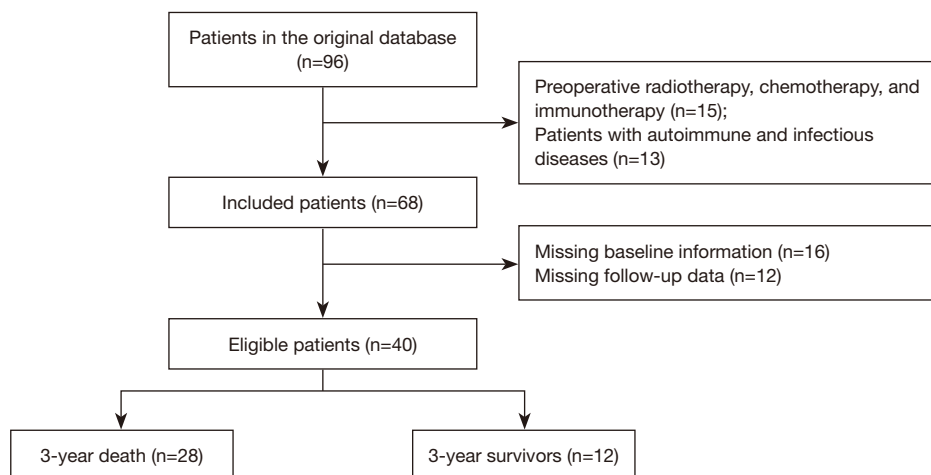 Patients in the original database
(n=96)
Preoperative radiotherapy, chemotherapy, and
immunotherapy (n=15);
Patients with autoimmune and infectious
diseases (n=13)
Included patients (n=68)
Missing baseline information (n=16)
Missing follow-up data (n=12)
Eligible patients (n=40)
3-year death (n=28)
3-year survivors (n=12)